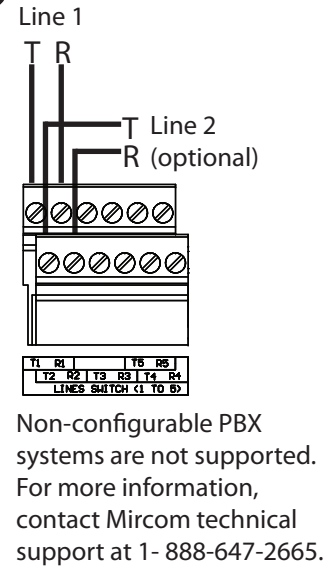 Line 1
T R
T Line 2
R (optional)
T1 R1 T5 R5
T2 R2 T3 R3 T4 R4
LINES SWITCH (1 TO 5)
Non-configurable PBX
systems are not supported.
For more information,
contact Mircom technical
support at 1- 888-647-2665.